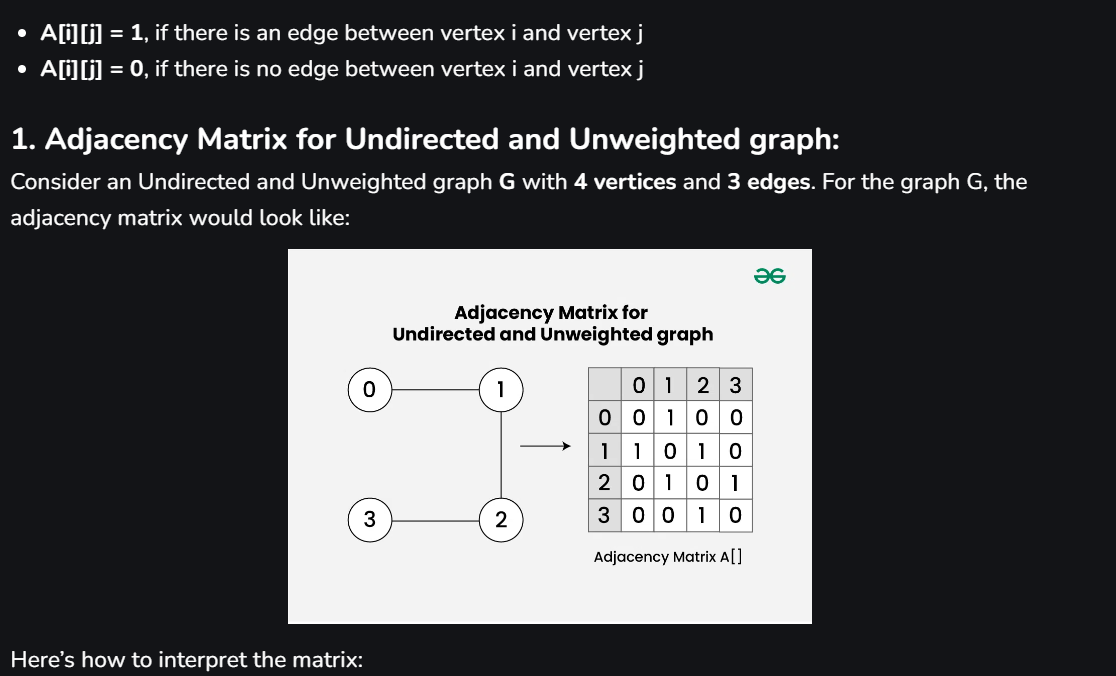 • A[i][j] = 1, if there is an edge between vertex i and vertex j
• A[i][j] = 0, if there is no edge between vertex i and vertex j
1. Adjacency Matrix for Undirected and Unweighted graph:
Consider an Undirected and Unweighted graph G with 4 vertices and 3 edges. For the graph G, the
adjacency matrix would look like:
Adjacency Matrix for
Undirected and Unweighted graph
0 1
3 2
0 1 2 3
0 0 1 0 0
1 1 0 1 0
2 0 1 0 1
3 0 0 1 0
Adjacency Matrix A[]
Here’s how to interpret the matrix: